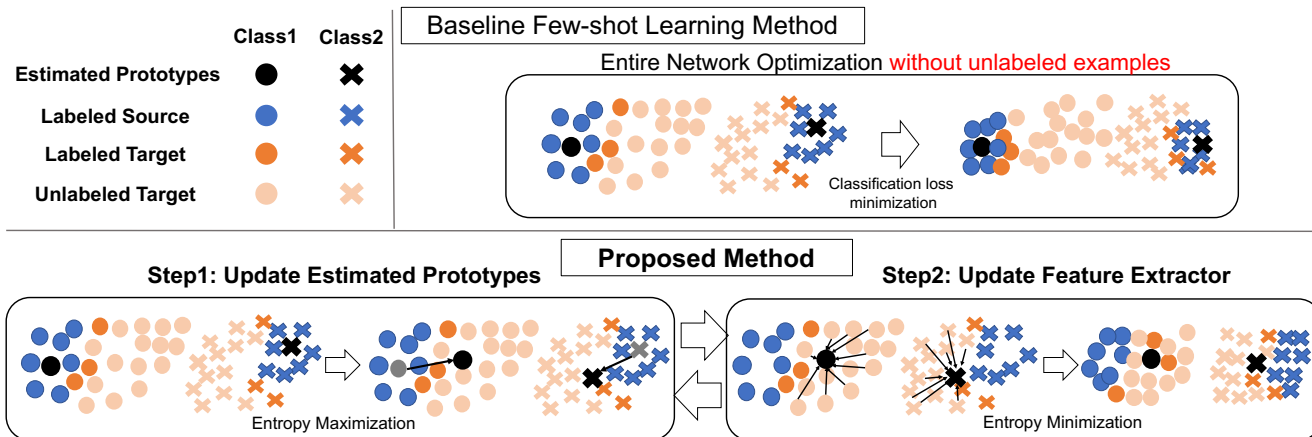 Class1 Class2
Estimated Prototypes
Labeled Source
Labeled Target
Unlabeled Target
Baseline Few-shot Learning Method
Entire Network Optimization without unlabeled examples
Classification loss
minimization
Proposed Method
Step1: Update Estimated Prototypes
Entropy Maximization
Step2: Update Feature Extractor
Entropy Minimization